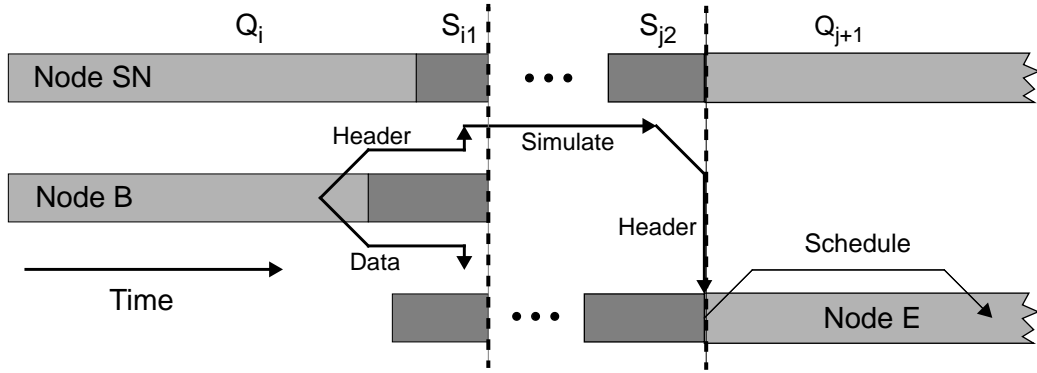 Q_i S_i1 S_j2 Q_j+1
Node SN
Header
Simulate
Node B
Header
Schedule
Data
Time
Node E